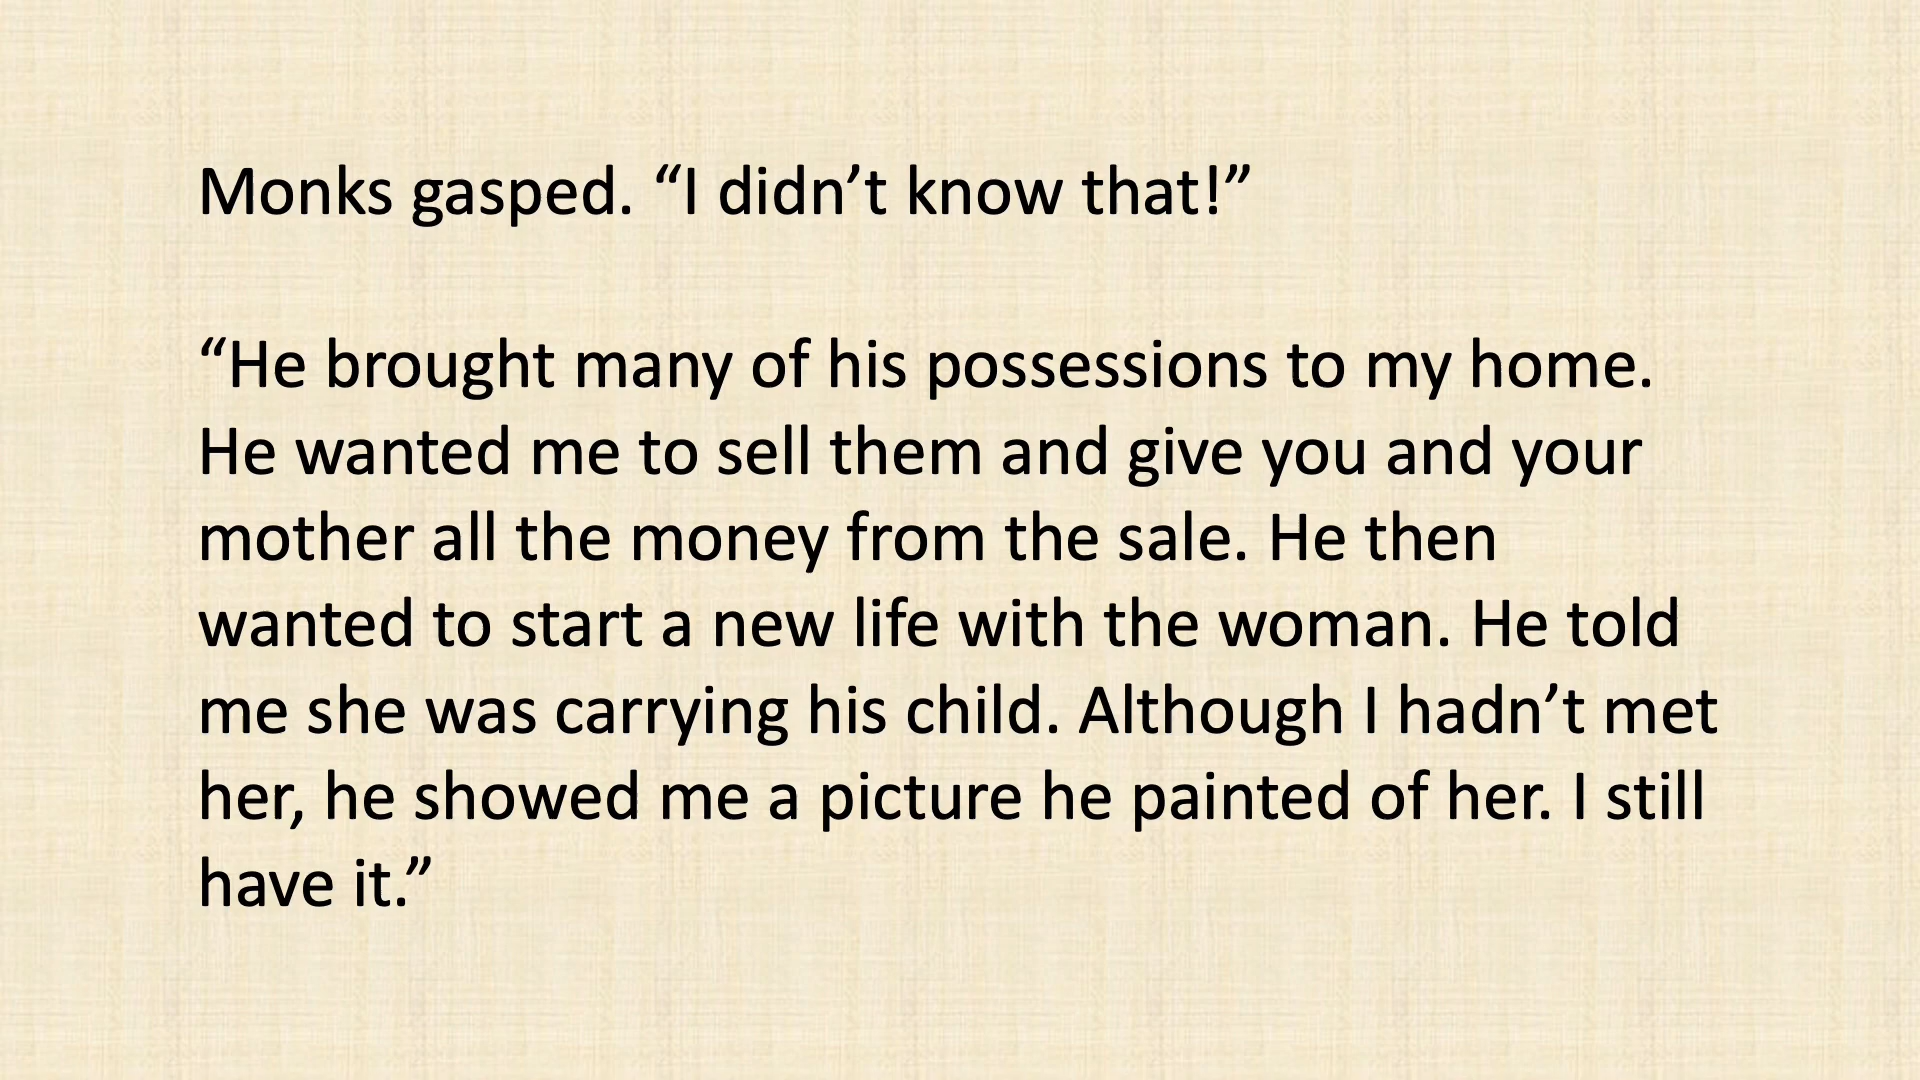 Monks gasped. “I didn’t know that!”
“He brought many of his possessions to my home.
He wanted me to sell them and give you and your
mother all the money from the sale. He then
wanted to start a new life with the woman. He told
me she was carrying his child. Although I hadn’t met
her, he showed me a picture he painted of her. I still
have it.”